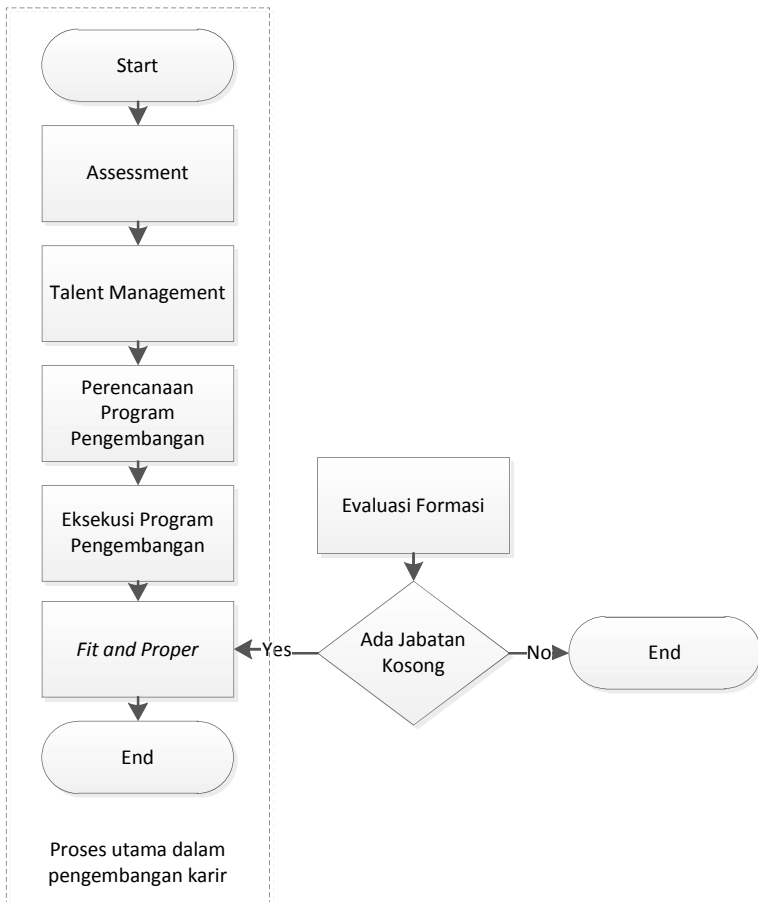 Start
Assessment
Talent Management
Perencanaan
Program
Pengembangan
Eksekusi Program
Pengembangan
Fit and Proper
End
Proses utama dalam
pengembangan karir
Evaluasi Formasi
Ada Jabatan
Kosong
Yes
No
End